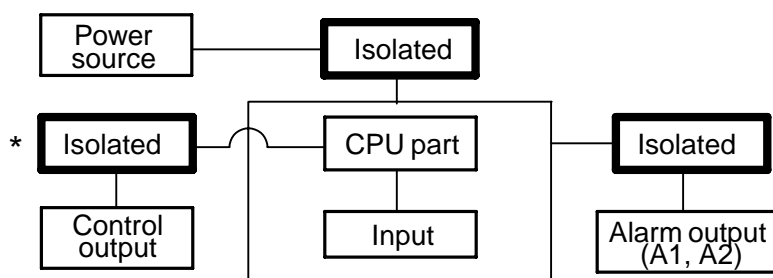 Power
source
Isolated
*
Isolated
CPU part
Isolated
Control
output
Input
Alarm output
(A1, A2)